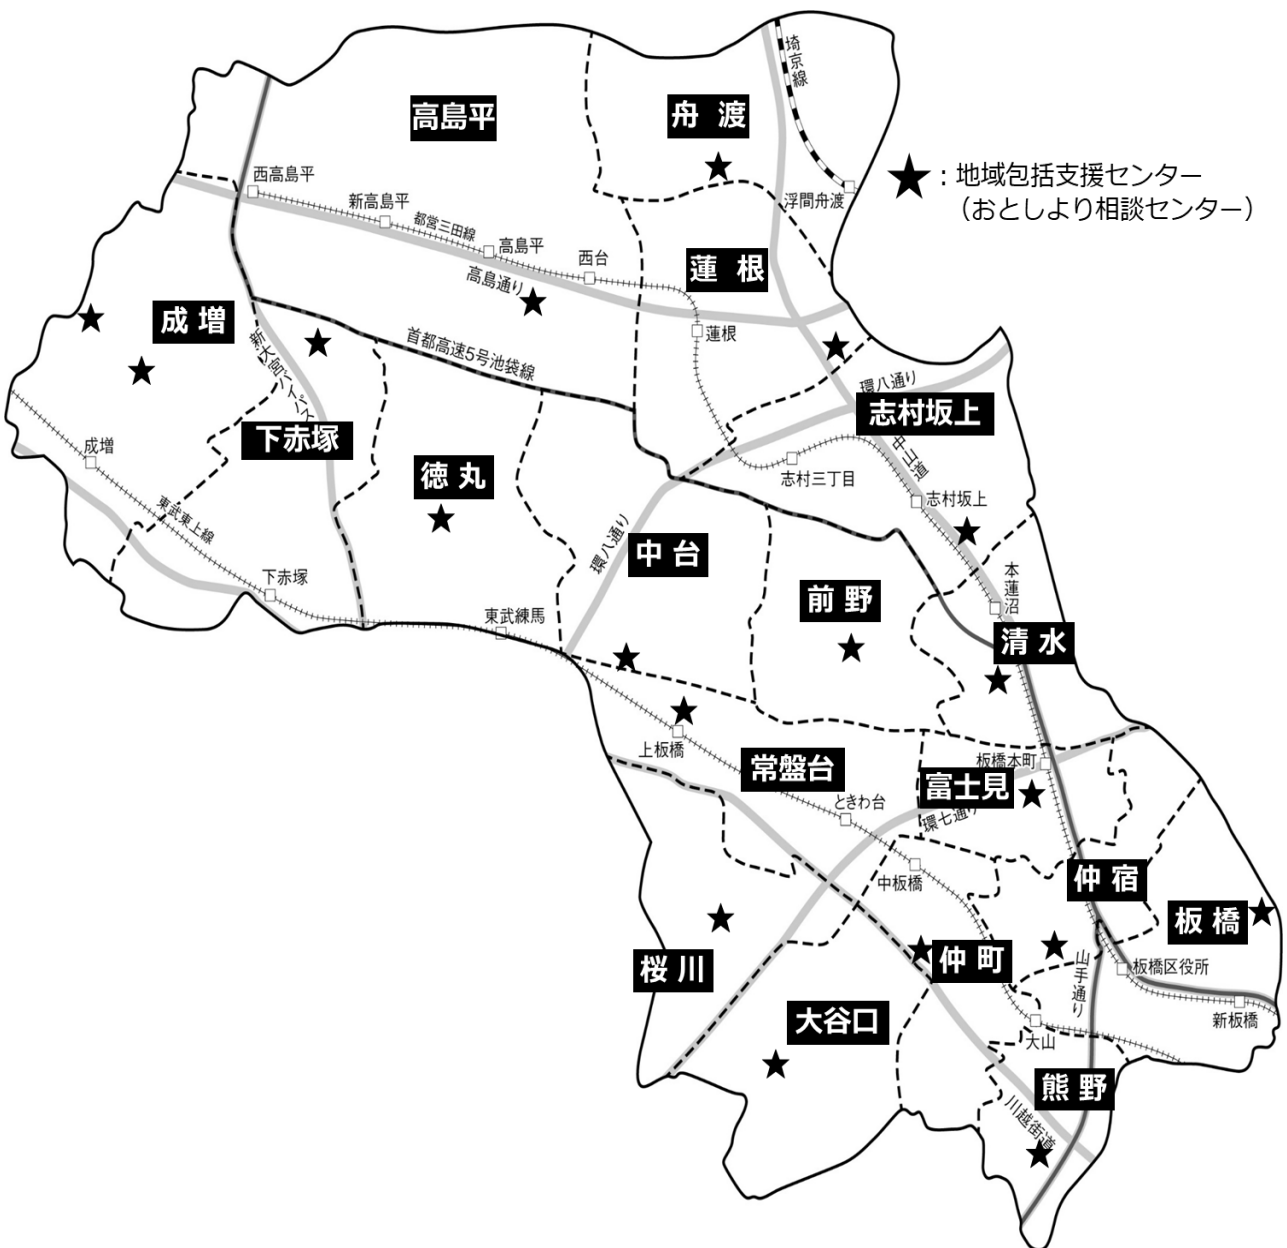 埼京線
高島平
舟 渡
★:地域包括支援センター
(おとしより相談センター)
西高島平
新高島平
都営三田線
高島平
西台
浮間舟渡
高島通り
蓮 根
成 増
蓮根
新大宮バイパス
首都高速5号池袋線
環八通り
志村坂上
下赤塚
中山道
成増
徳 丸
志村三丁目
志村坂上
東武東上線
環八通り
中 台
本蓮沼
下赤塚
前 野
東武練馬
清 水
上板橋
常盤台
板橋本町
富士見
ときわ台
環七通り
中板橋
仲 宿
板 橋
桜 川
仲 町
山手通り
板橋区役所
大谷口
新板橋
大山
熊 野
川越街道